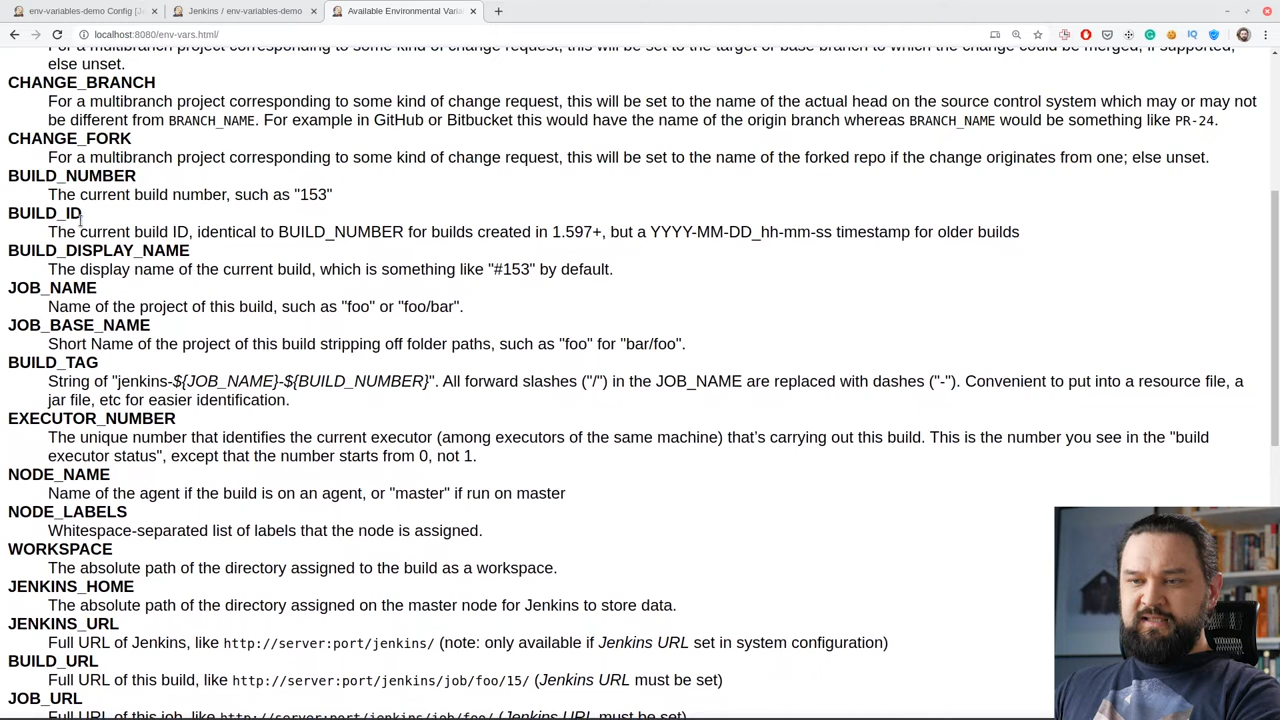 env-variables-demo Config [Je
Jenkins / env-variables-demo
Available Environmental Varia
localhost:8080/env-vars.html/
For a multibranch project corresponding to some kind of change request, this will be set to the target or base branch to which the change could be merged, if supported;
else unset.
CHANGE_BRANCH
For a multibranch project corresponding to some kind of change request, this will be set to the name of the actual head on the source control system which may or may not
be different from BRANCH_NAME. For example in GitHub or Bitbucket this would have the name of the origin branch whereas BRANCH_NAME would be something like PR-24.
CHANGE_FORK
For a multibranch project corresponding to some kind of change request, this will be set to the name of the forked repo if the change originates from one; else unset.
BUILD_NUMBER
The current build number, such as "153"
BUILD_ID
The current build ID, identical to BUILD_NUMBER for builds created in 1.597+, but a YYYY-MM-DD_hh-mm-ss timestamp for older builds
BUILD_DISPLAY_NAME
The display name of the current build, which is something like "#153" by default.
JOB_NAME
Name of the project of this build, such as "foo" or "foo/bar".
JOB_BASE_NAME
Short Name of the project of this build stripping off folder paths, such as "foo" for "bar/foo".
BUILD_TAG
String of "jenkins-${JOB_NAME}-${BUILD_NUMBER}". All forward slashes ("/") in the JOB_NAME are replaced with dashes ("-"). Convenient to put into a resource file, a
jar file, etc for easier identification.
EXECUTOR_NUMBER
The unique number that identifies the current executor (among executors of the same machine) that's carrying out this build. This is the number you see in the "build
executor status", except that the number starts from 0, not 1.
NODE_NAME
Name of the agent if the build is on an agent, or "master" if run on master
NODE_LABELS
Whitespace-separated list of labels that the node is assigned.
WORKSPACE
The absolute path of the directory assigned to the build as a workspace.
JENKINS_HOME
The absolute path of the directory assigned on the master node for Jenkins to store data.
JENKINS_URL
Full URL of Jenkins, like http://server:port/jenkins/ (note: only available if Jenkins URL set in system configuration)
BUILD_URL
Full URL of this build, like http://server:port/jenkins/job/foo/15/ (Jenkins URL must be set)
JOB_URL
Full URL of this job, like http://server:port/jenkins/job/foo/ (Jenkins URL must be set)